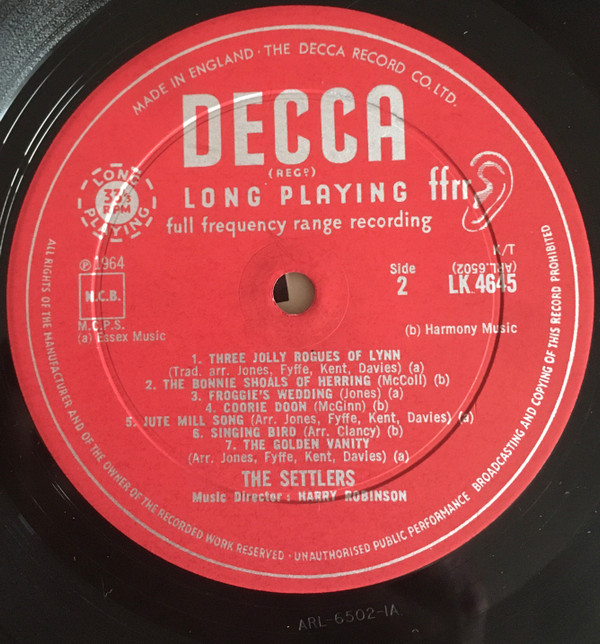 MADE IN ENGLAND · THE DECCA RECORD CO. LTD.
DECCA
(REGD)
LONG PLAYING
ffrr
full frequency range recording
LONG
33⅓
RPM
PLAYING
℗ 1964
N.C.B.
M.C.P.S.
(a) Essex Music
T/X
(ARL.6502)
Side
2
LK 4645
(b) Harmony Music
1. THREE JOLLY ROGUES OF LYNN
(Trad. arr. Jones, Fyffe, Kent, Davies) (a)
2. THE BONNIE SHOALS OF HERRING (McColl) (b)
3. FROGGIE'S WEDDING (Jones) (a)
4. COORIE DOON (McGinn) (b)
5. JUTE MILL SONG (Arr. Jones, Fyffe, Kent, Davies) (a)
6. SINGING BIRD (Arr. Clancy) (b)
7. THE GOLDEN VANITY
(Arr. Jones, Fyffe, Kent, Davies) (a)
THE SETTLERS
Music Director : HARRY ROBINSON
ALL RIGHTS OF THE MANUFACTURER AND OF THE OWNER OF THE RECORDED WORK RESERVED · UNAUTHORISED PUBLIC PERFORMANCE BROADCASTING AND COPYING OF THIS RECORD PROHIBITED
ARL-6502-1A